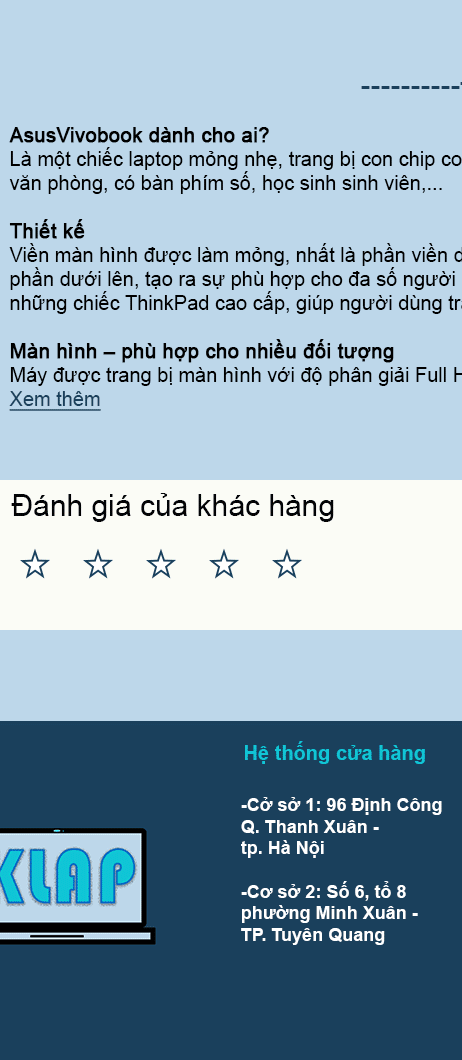 ----------
AsusVivobook dành cho ai?
Là một chiếc laptop mỏng nhẹ, trang bị con chip co
văn phòng, có bàn phím số, học sinh sinh viên,...
Thiết kế
Viền màn hình được làm mỏng, nhất là phần viền
phần dưới lên, tạo ra sự phù hợp cho đa số người
những chiếc ThinkPad cao cấp, giúp người dùng
Màn hình – phù hợp cho nhiều đối tượng
Máy được trang bị màn hình với độ phân giải Full
Xem thêm
Đánh giá của khác hàng
Hệ thống cửa hàng
-Cở sở 1: 96 Định Công
Q. Thanh Xuân -
tp. Hà Nội
KLAP
-Cơ sở 2: Số 6, tổ 8
phường Minh Xuân -
TP. Tuyên Quang